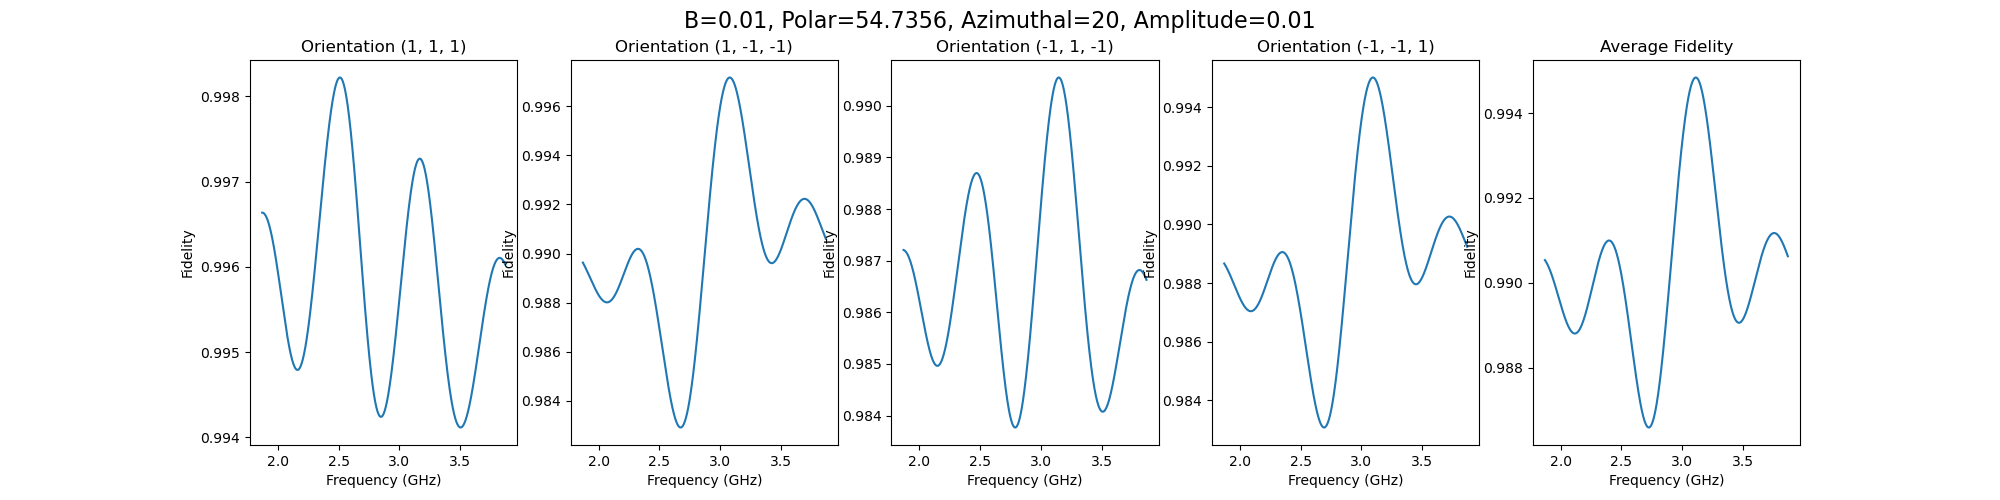 B=0.01, Polar=54.7356, Azimuthal=20, Amplitude=0.01
Orientation (1, 1, 1)
0.998
0.997
0.996
0.995
0.994
Fidelity
2.0 2.5 3.0 3.5
Frequency (GHz)
Orientation (1, -1, -1)
0.996
0.994
0.992
0.990
0.988
0.986
0.984
Fidelity
2.0 2.5 3.0 3.5
Frequency (GHz)
Orientation (-1, 1, -1)
0.990
0.989
0.988
0.987
0.986
0.985
0.984
Fidelity
2.0 2.5 3.0 3.5
Frequency (GHz)
Orientation (-1, -1, 1)
0.994
0.992
0.990
0.988
0.986
0.984
Fidelity
2.0 2.5 3.0 3.5
Frequency (GHz)
Average Fidelity
0.994
0.992
0.990
0.988
Fidelity
2.0 2.5 3.0 3.5
Frequency (GHz)